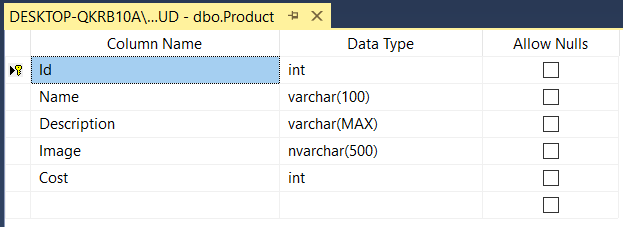 DESKTOP-QKRB10A\...UD - dbo.Product
Column Name Data Type Allow Nulls
Id int
Name varchar(100)
Description varchar(MAX)
Image nvarchar(500)
Cost int